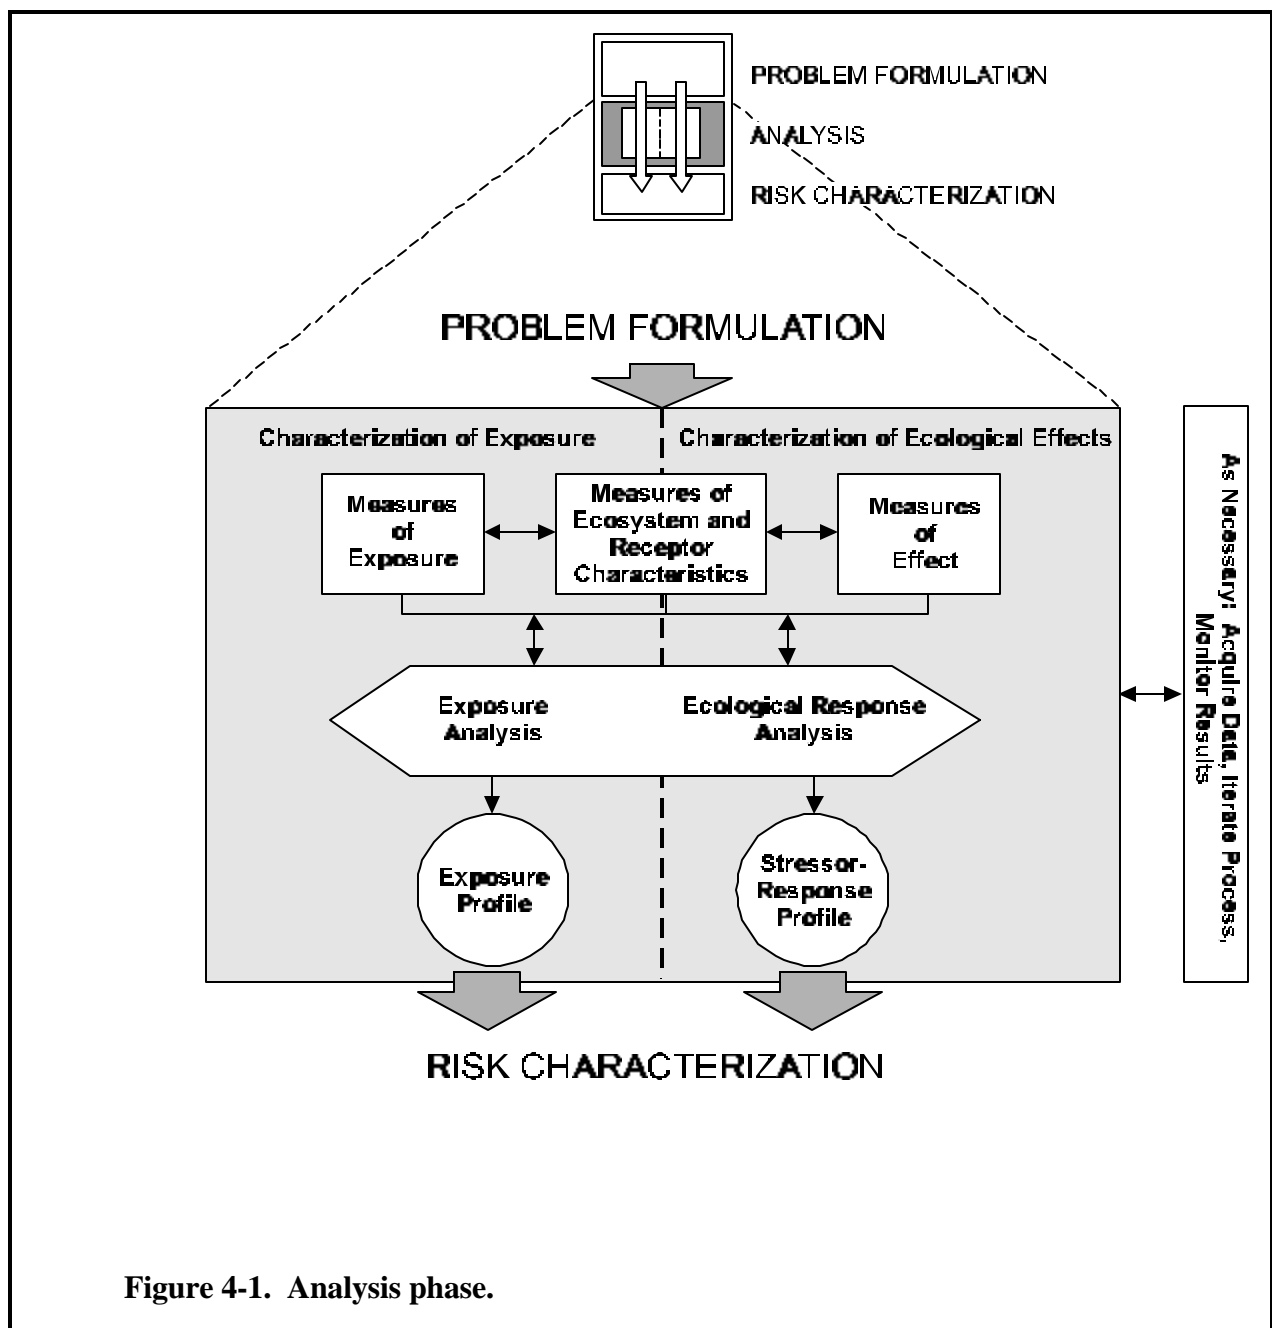 PROBLEM FORMULATION
ANALYSIS
RISK CHARACTERIZATION
PROBLEM FORMULATION
Characterization of Exposure
Characterization of Ecological Effects
Measures
of
Exposure
Measures of
Ecosystem and
Receptor
Characteristics
Measures
of
Effect
Exposure
Analysis
Ecological Response
Analysis
Exposure
Profile
Stressor-
Response
Profile
As Necessary: Acquire Data, Iterate Process,
Monitor Results
RISK CHARACTERIZATION
Figure 4-1. Analysis phase.